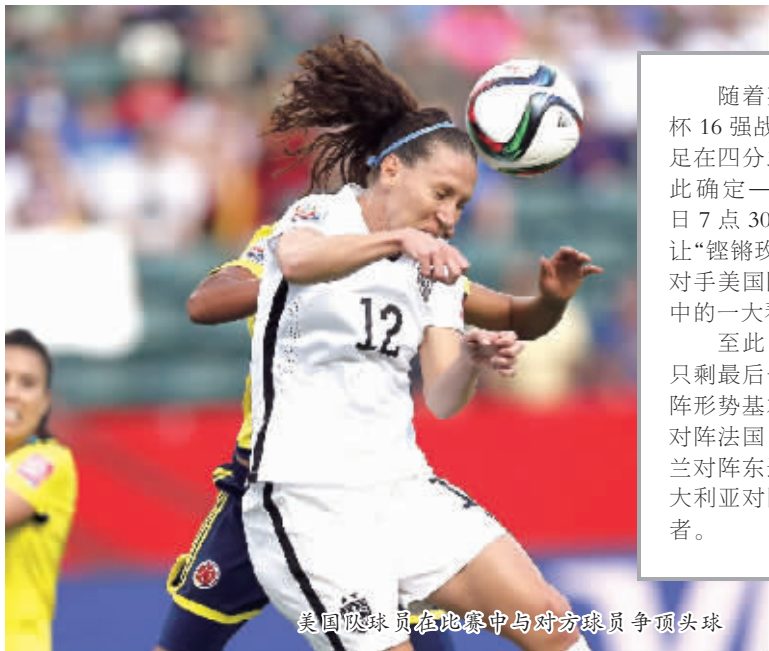 12
随着
杯 16 强战
足在四分
此确定—
日 7 点 30
让“铿锵玫
对手美国
中的一大
至此
只剩最后
阵形势基
对阵法国
兰对阵东
大利亚对
者。
12
美国队球员在比赛中与对方球员争顶头球